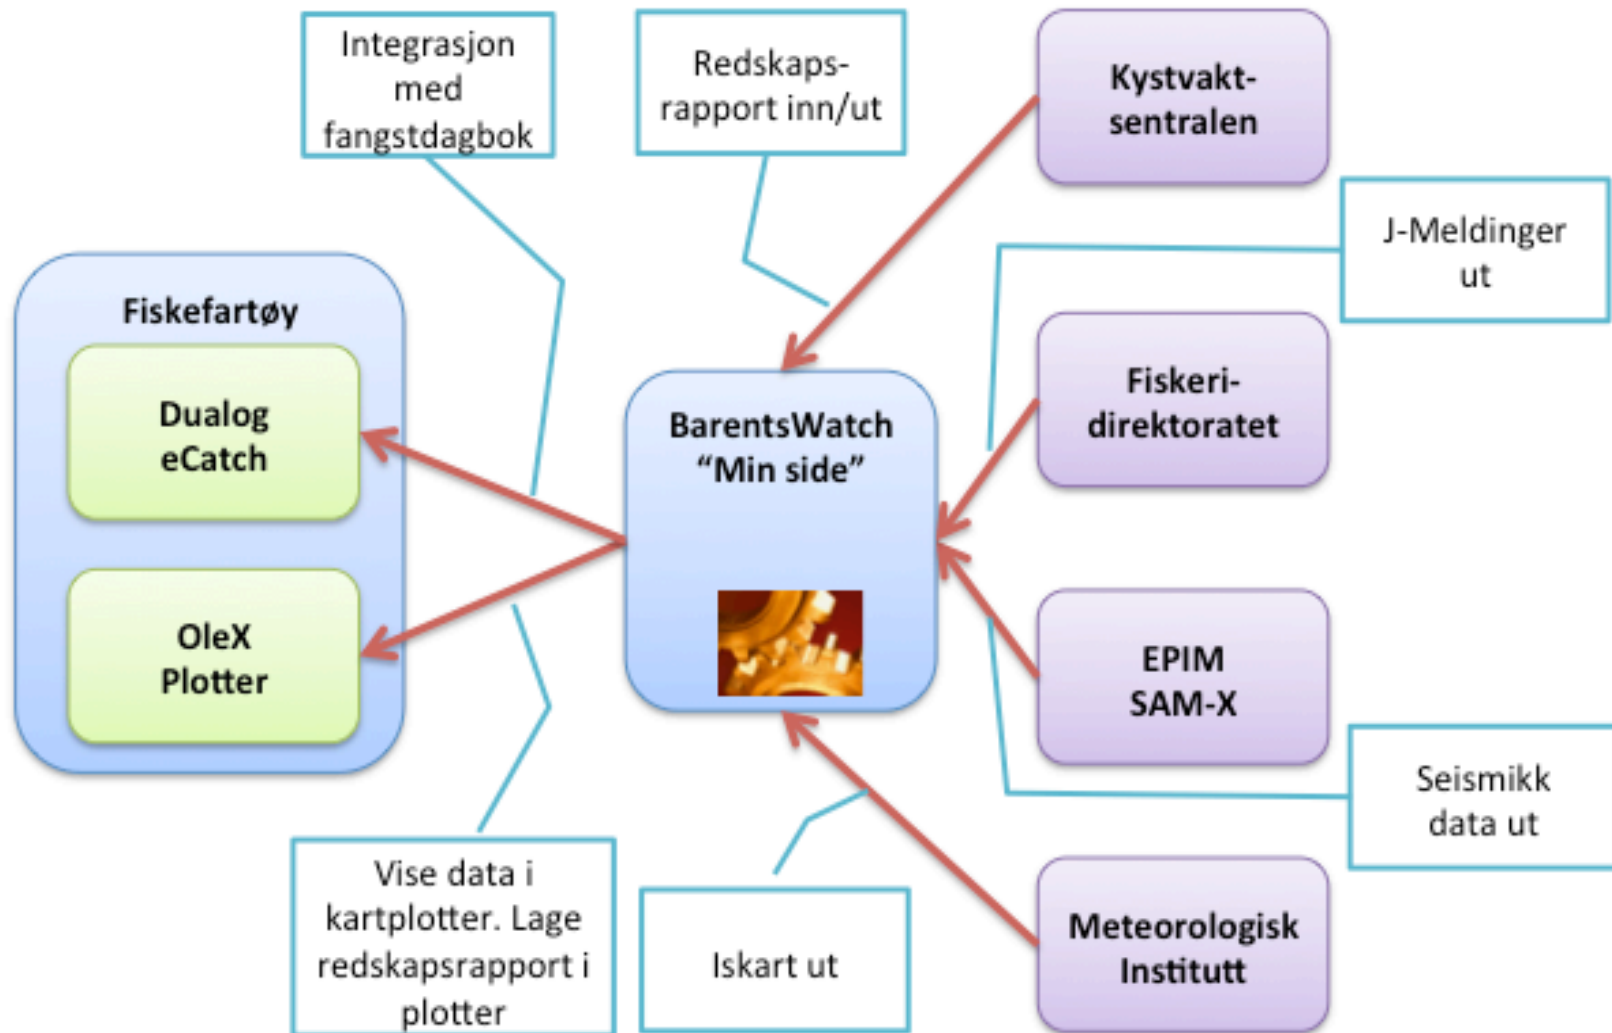 Integrasjon
med
fangstdagbok
Redskaps-
rapport inn/ut
Kystvakt-
sentralen
J-Meldinger
ut
Fiskefartøy
Dualog
eCatch
OleX
Plotter
BarentsWatch
“Min side”
Fiskeri-
direktoratet
EPIM
SAM-X
Seismikk
data ut
Vise data i
kartplotter. Lage
redskapsrapport i
plotter
Iskart ut
Meteorologisk
Institutt